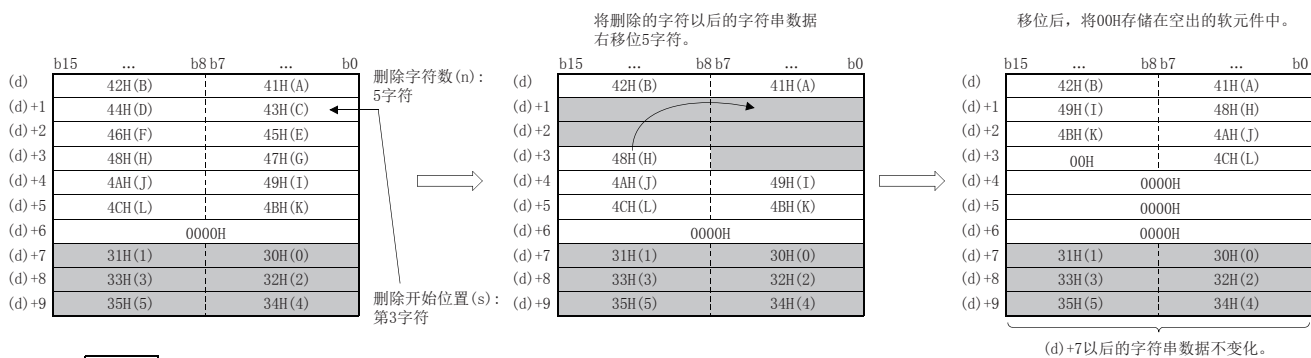 b15 ... b8 b7 ... b0
(d) 42H(B) 41H(A)
(d)+1 44H(D) 43H(C)
(d)+2 46H(F) 45H(E)
(d)+3 48H(H) 47H(G)
(d)+4 4AH(J) 49H(I)
(d)+5 4CH(L) 4BH(K)
(d)+6 0000H
(d)+7 31H(1) 30H(0)
(d)+8 33H(3) 32H(2)
(d)+9 35H(5) 34H(4)
删除字符数(n):
5字符
删除开始位置(s):
第3字符
将删除的字符以后的字符串数据
右移位5字符。
b15 ... b8 b7 ... b0
(d) 42H(B) 41H(A)
(d)+1
(d)+2
(d)+3 48H(H)
(d)+4 4AH(J) 49H(I)
(d)+5 4CH(L) 4BH(K)
(d)+6 0000H
(d)+7 31H(1) 30H(0)
(d)+8 33H(3) 32H(2)
(d)+9 35H(5) 34H(4)
移位后，将00H存储在空出的软元件中。
b15 ... b8 b7 ... b0
(d) 42H(B) 41H(A)
(d)+1 49H(I) 48H(H)
(d)+2 4BH(K) 4AH(J)
(d)+3 00H 4CH(L)
(d)+4 0000H
(d)+5 0000H
(d)+6 0000H
(d)+7 31H(1) 30H(0)
(d)+8 33H(3) 32H(2)
(d)+9 35H(5) 34H(4)
(d)+7以后的字符串数据不变化。